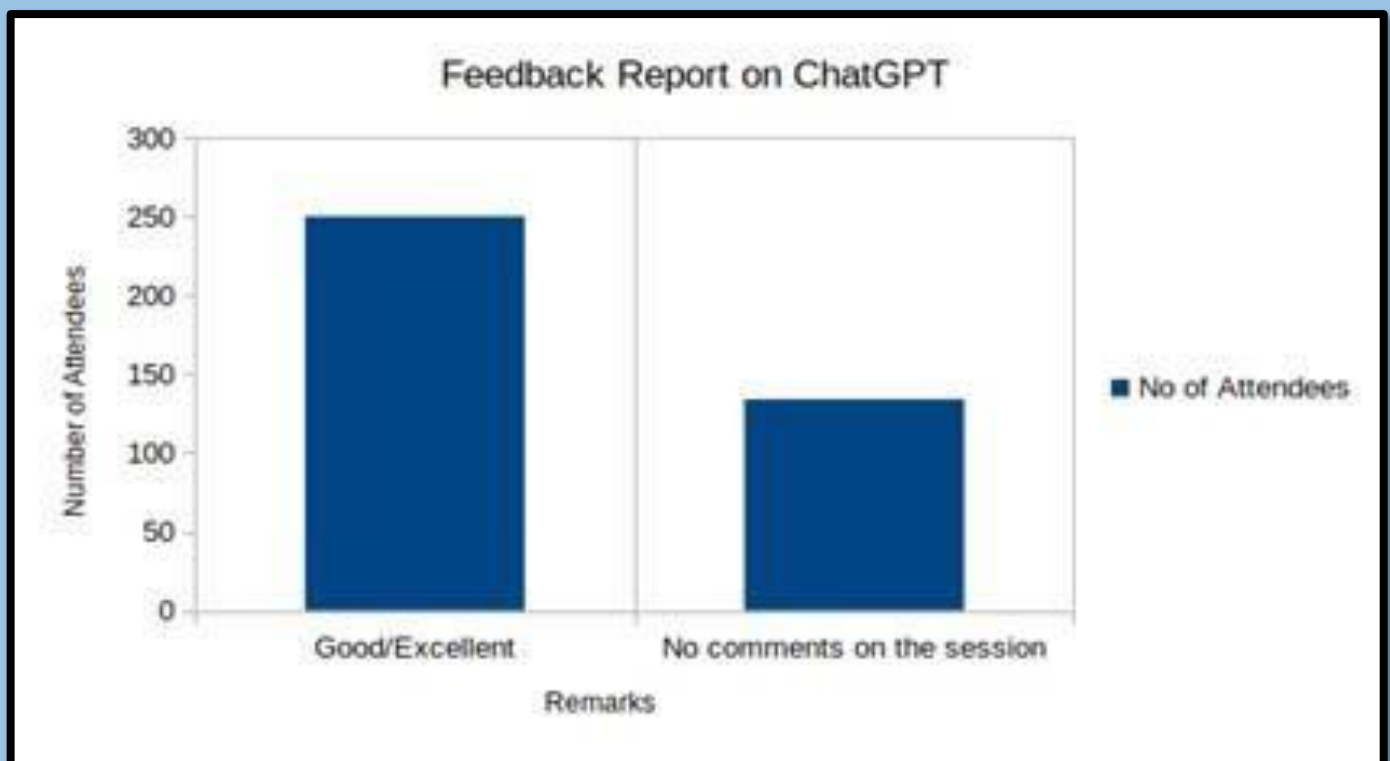 Feedback Report on ChatGPT
300
250
200
150
100
50
0
Number of Attendees
Good/Excellent
No comments on the session
Remarks
No of Attendees